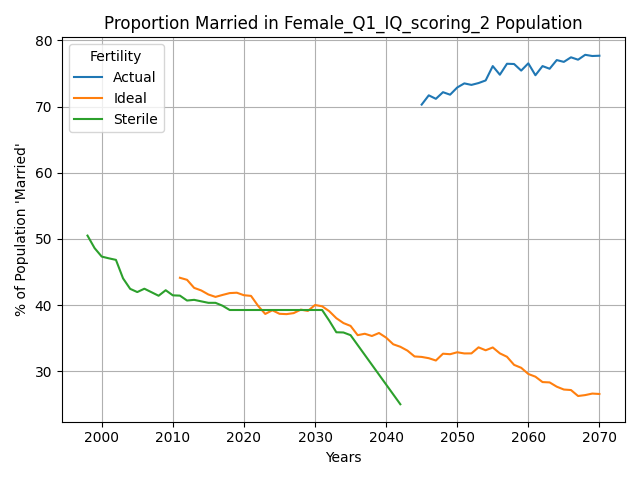 Proportion Married in Female_Q1_IQ_scoring_2 Population
% of Population 'Married'
80
70
60
50
40
30
Fertility
Actual
Ideal
Sterile
2000 2010 2020 2030 2040 2050 2060 2070
Years